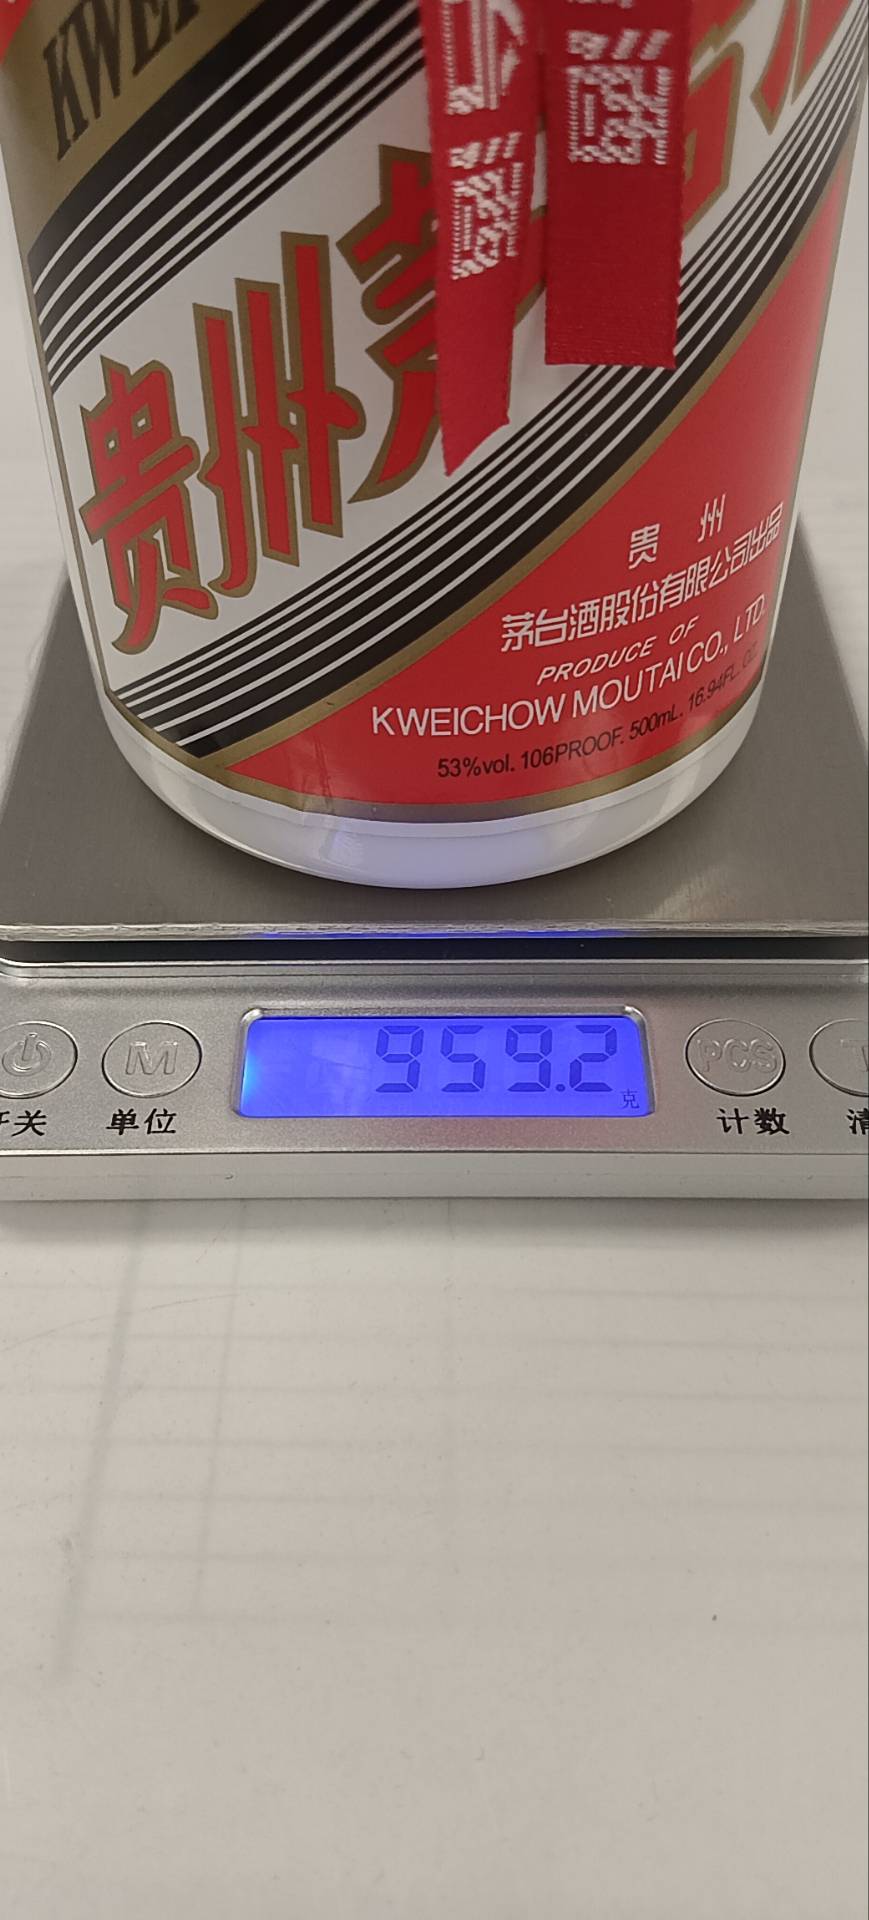 贵州
贵州
茅台酒股份有限公司出品
PRODUCE OF
KWEICHOW MOUTAI CO., LTD.
53%vol. 106PROOF. 500mL. 16.94FL. OZ.
959.2
克
M
PCS
单位
计数